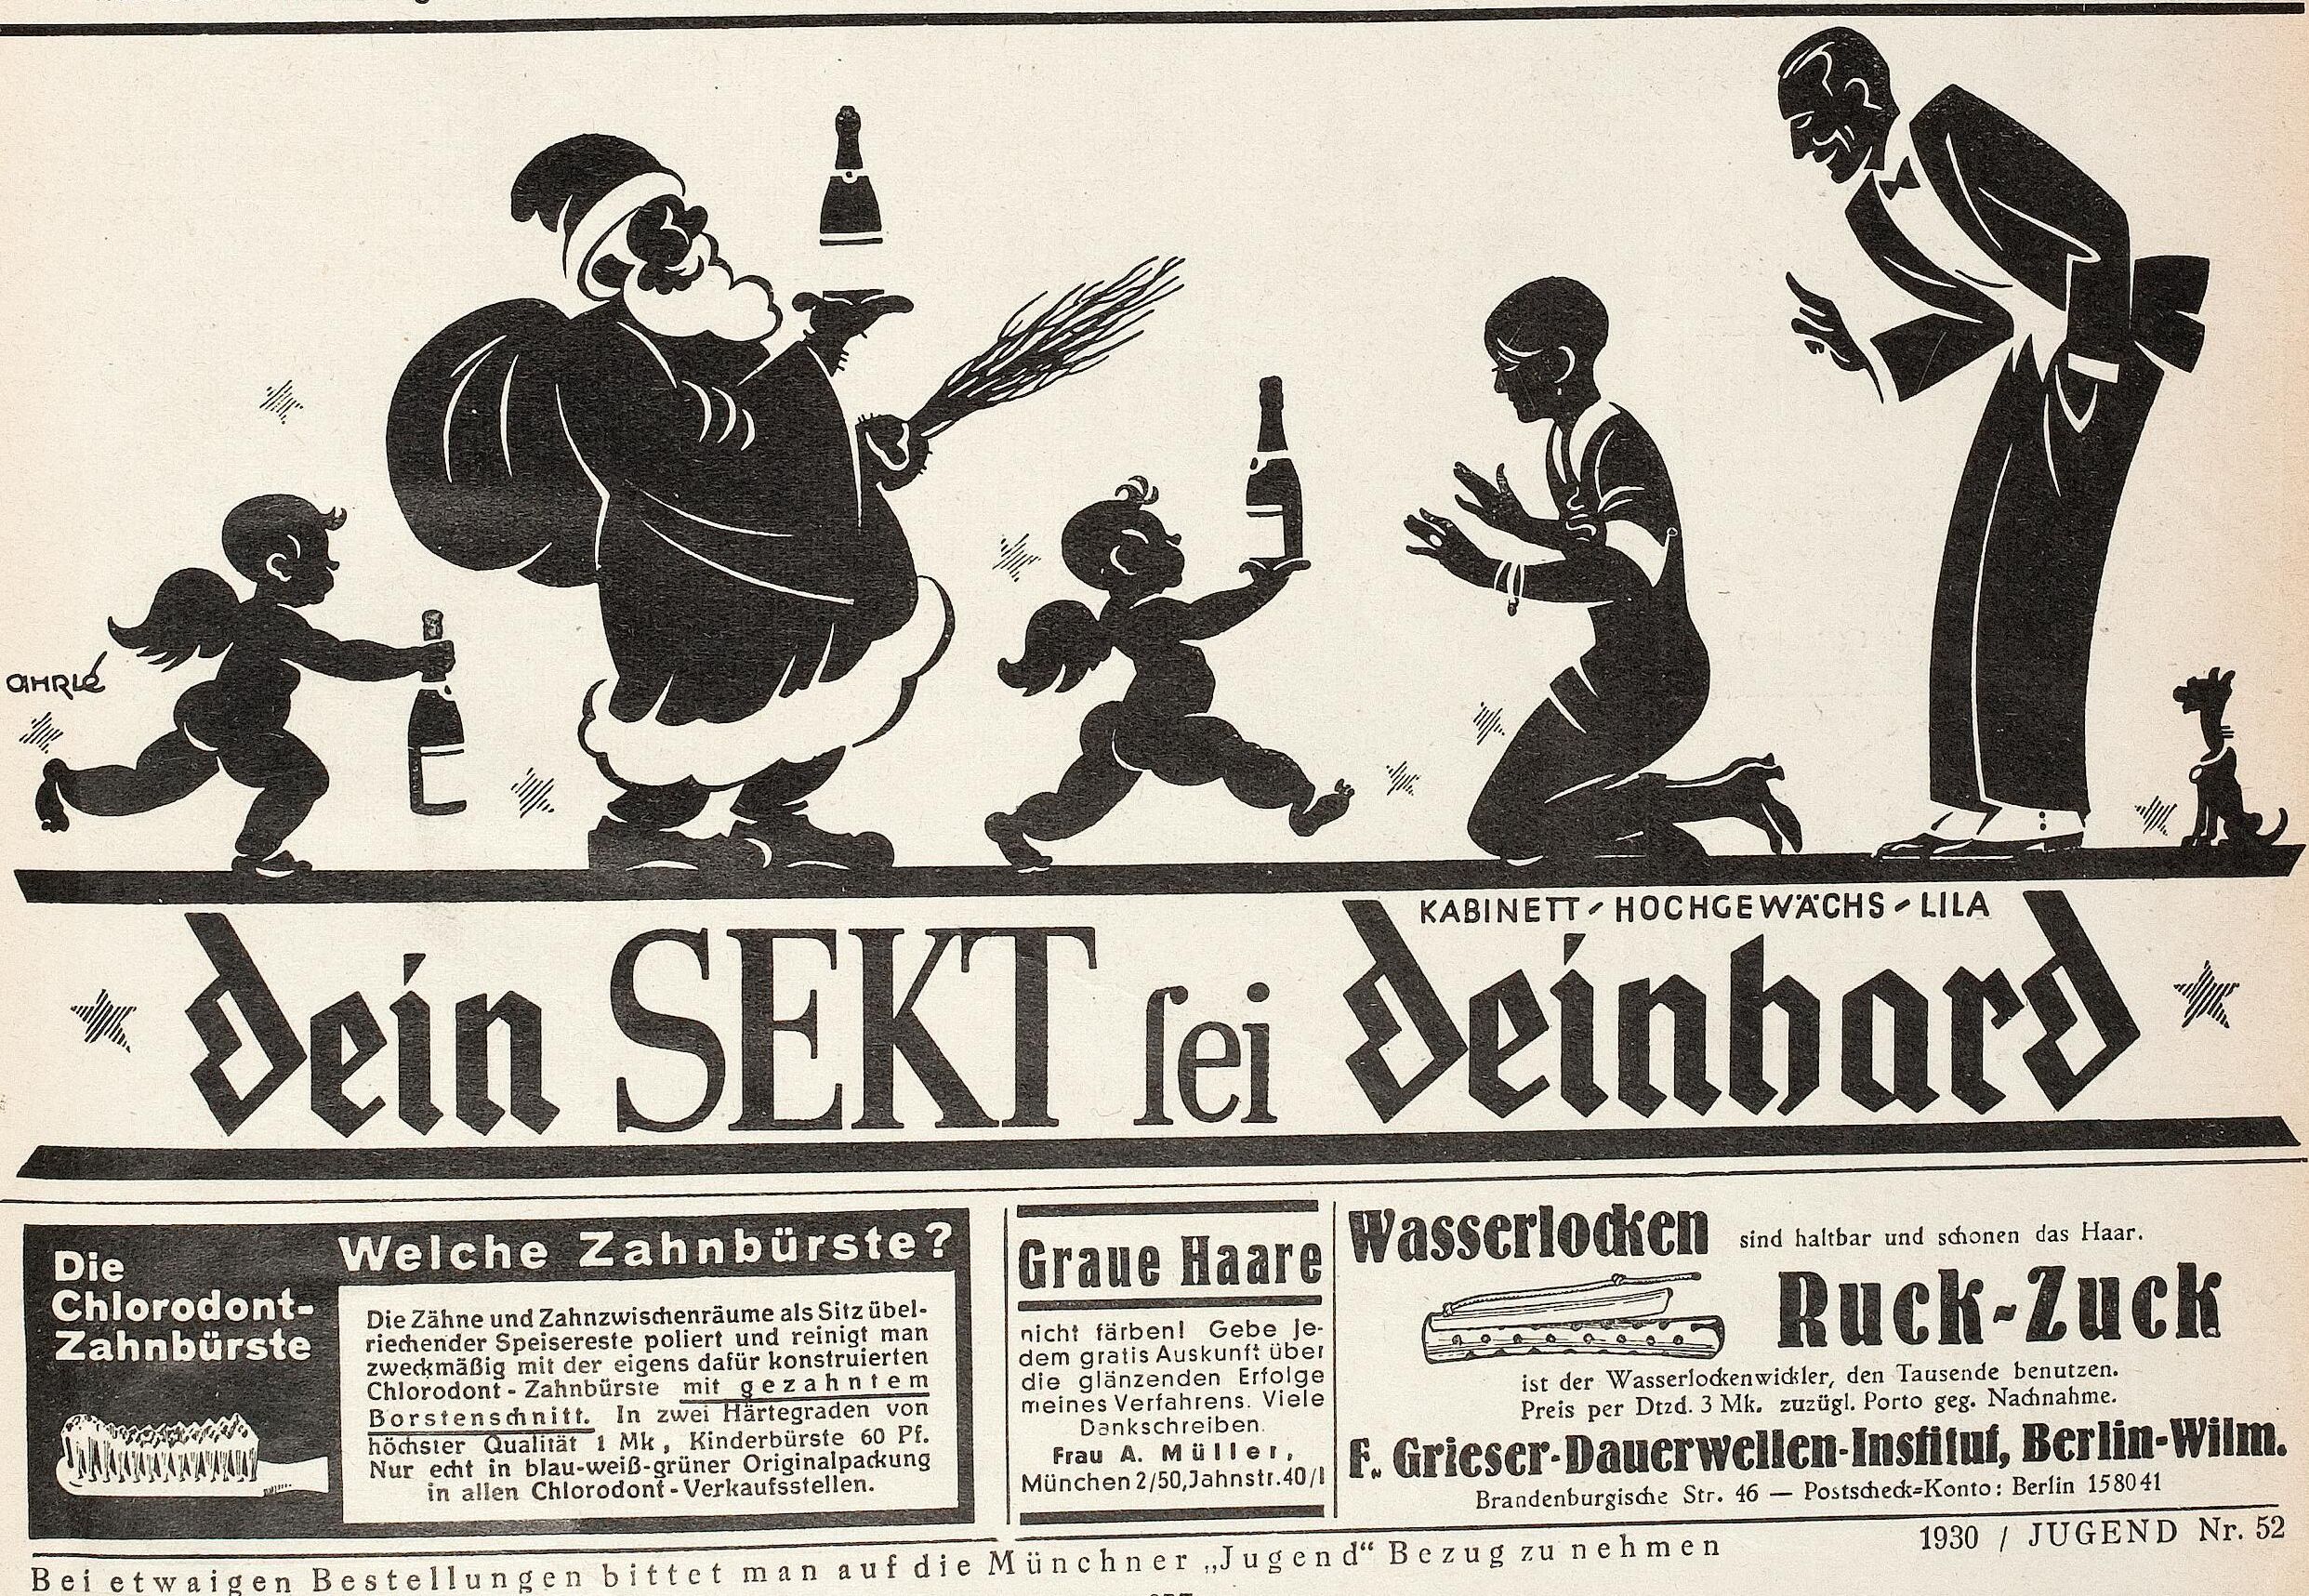 AHRLÉ
KABINETT - HOCHGEWÄCHS - LILA
dein SEKT ſei deinhard
Die
Chlorodont-
Zahnbürste
Welche Zahnbürste?
Die Zähne und Zahnzwischenräume als Sitz übel-
riechender Speisereste poliert und reinigt man
zweckmäßig mit der eigens dafür konstruierten
Chlorodont-Zahnbürste mit gezahntem
Borstenschnitt. In zwei Härtegraden von
höchster Qualität 1 Mk, Kinderbürste 60 Pf.
Nur echt in blau-weiß-grüner Originalpackung
in allen Chlorodont-Verkaufsstellen.
Graue Haare
nicht färben! Gebe je-
dem gratis Auskunft über
die glänzenden Erfolge
meines Verfahrens. Viele
Dankschreiben.
Frau A. Müller,
München 2/50, Jahnstr. 40/I
Wasserlocken sind haltbar und schonen das Haar.
Ruck-Zuck
ist der Wasserlockenwickler, den Tausende benutzen.
Preis per Dtzd. 3 Mk. zuzügl. Porto geg. Nachnahme.
F. Grieser-Dauerwellen-Institut, Berlin-Wilm.
Brandenburgische Str. 46 — Postscheck-Konto: Berlin 158041
Bei etwaigen Bestellungen bittet man auf die Münchner „Jugend“ Bezug zu nehmen
1930 / JUGEND Nr. 52